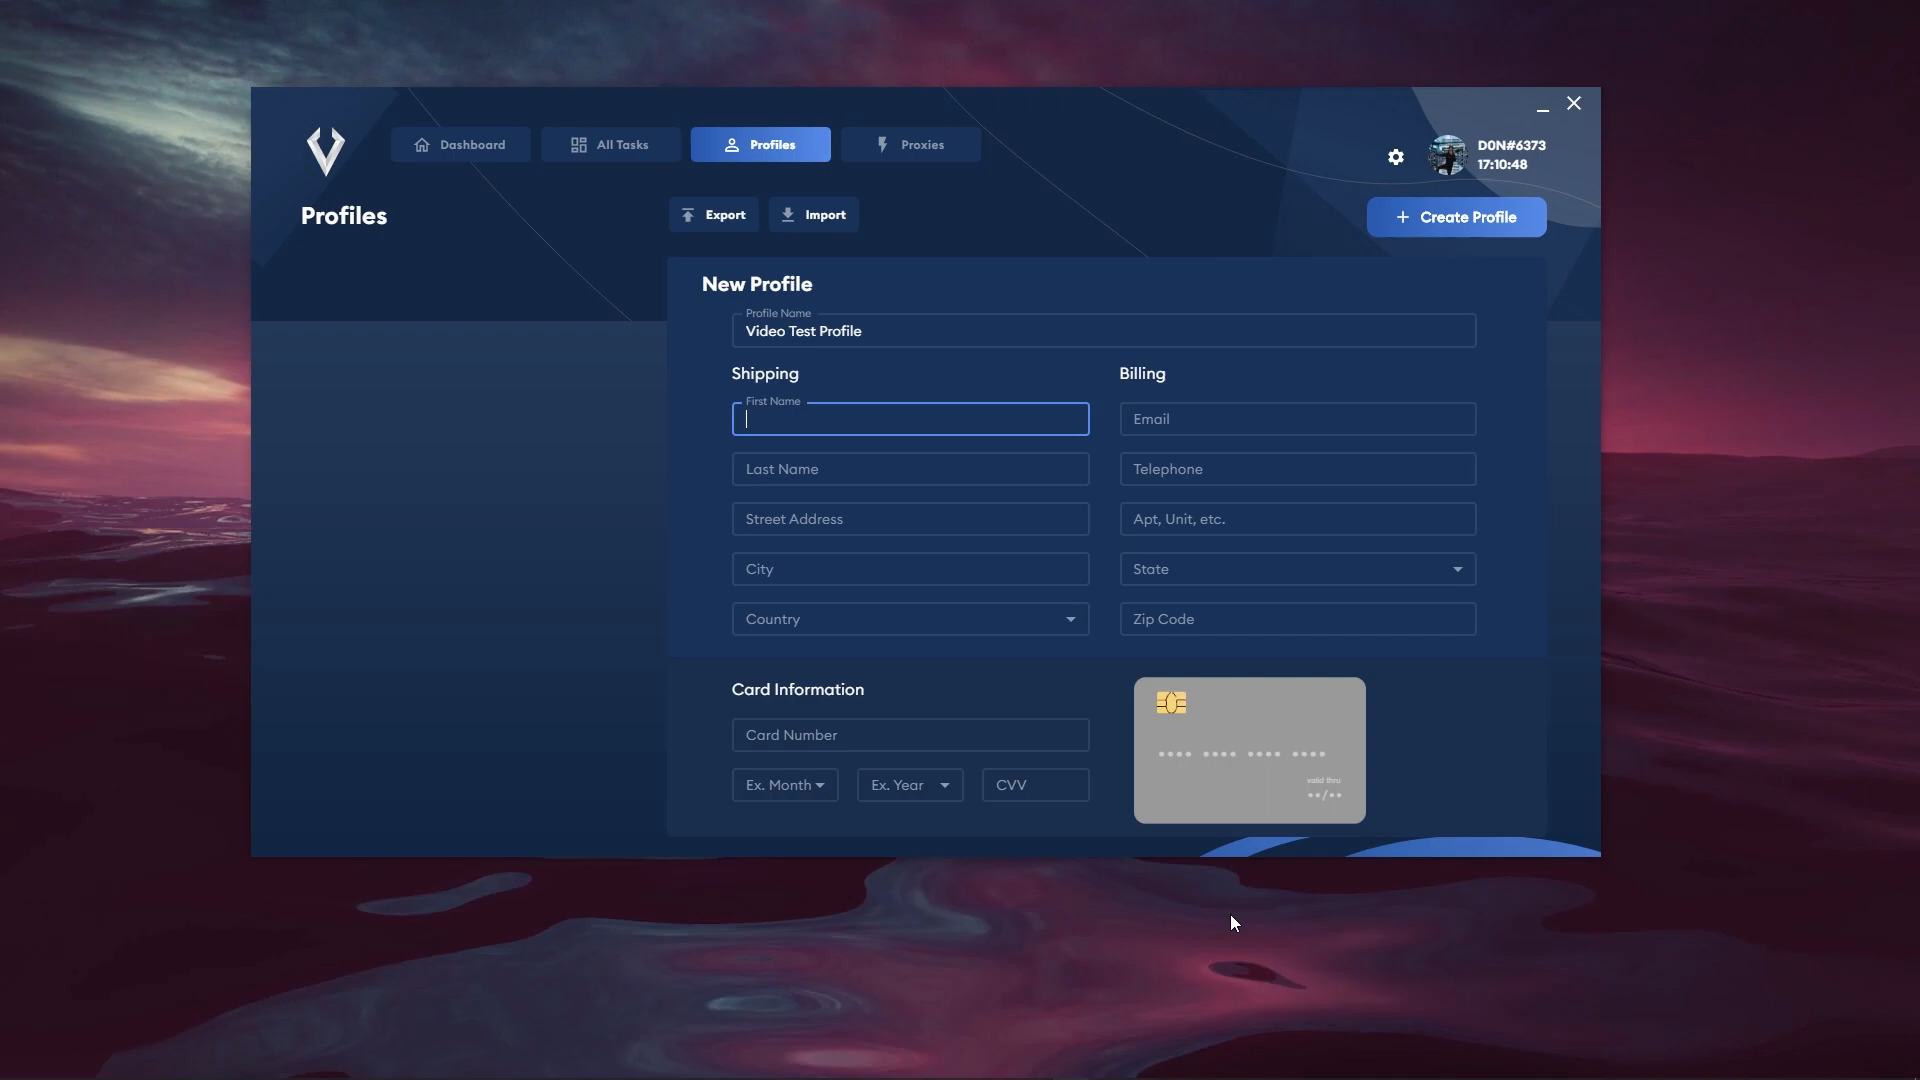 Dashboard
All Tasks
Profiles
Proxies
D0N#6373
17:10:48
Profiles
Export
Import
+ Create Profile
New Profile
Profile Name
Video Test Profile
Shipping
Billing
First Name
Email
Last Name
Telephone
Street Address
Apt, Unit, etc.
City
State
Country
Zip Code
Card Information
Card Number
Ex. Month
Ex. Year
CVV
•••• •••• •••• ••••
valid thru
••/••